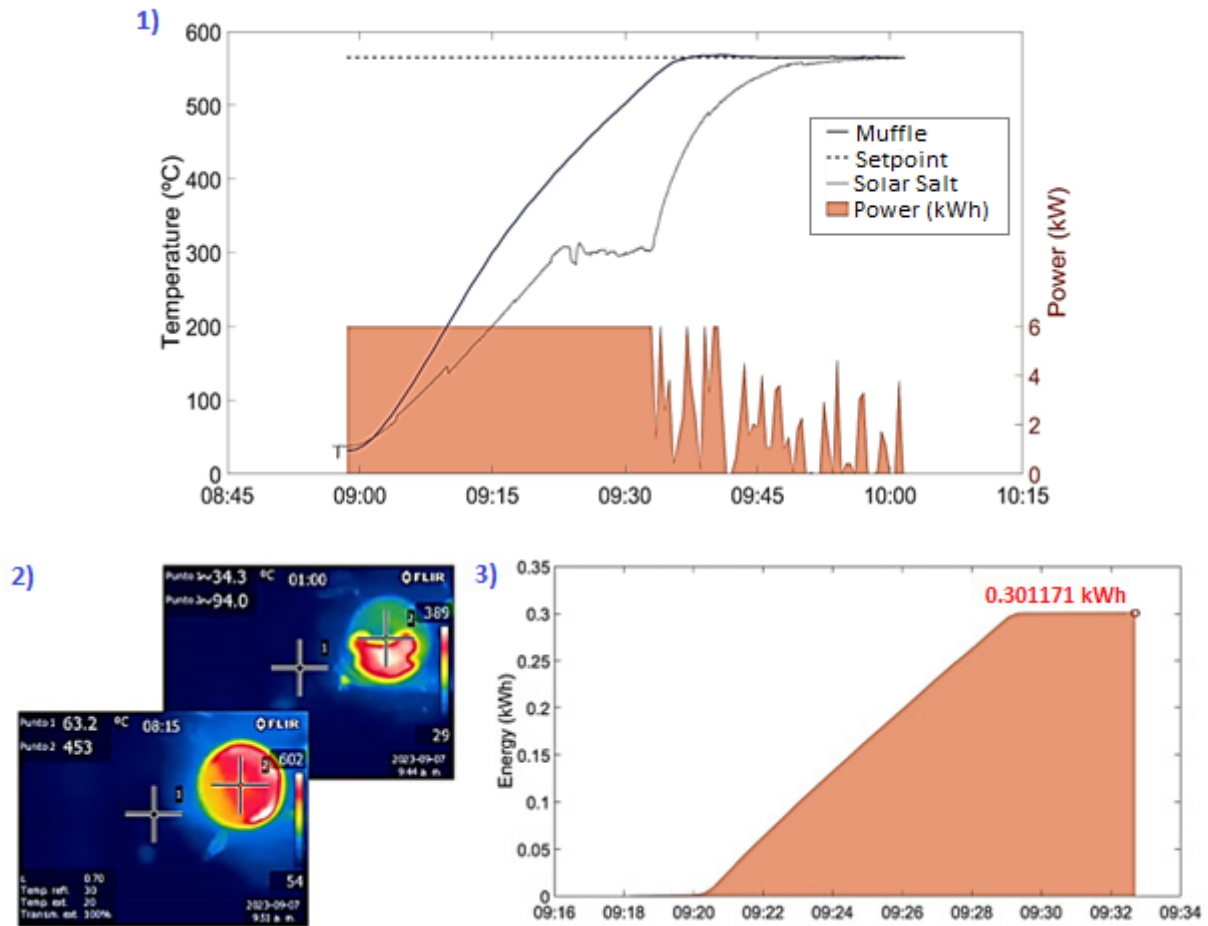 1)
600
500
400
300
200
100
0
Temperature (ºC)
Muffle
Setpoint
Solar Salt
Power (kWh)
6
4
2
0
Power (kW)
T
08:45 09:00 09:15 09:30 09:45 10:00 10:15
2)
Punto 34.3 ºC 01:00 FLIR
Punto 94.0
389
2
1
29
2023-09-07
9:44 a. m.
Punto 1 63.2 ºC 08:15 FLIR
Punto 2 453
602
2
1
54
0.70
Temp. refl. 30
Temp. ext. 20
Transm. ext. 100%
2023-09-07
9:51 a. m.
3)
0.35
0.3
0.25
0.2
0.15
0.1
0.05
0
Energy (kWh)
0.301171 kWh
09:16 09:18 09:20 09:22 09:24 09:26 09:28 09:30 09:32 09:34